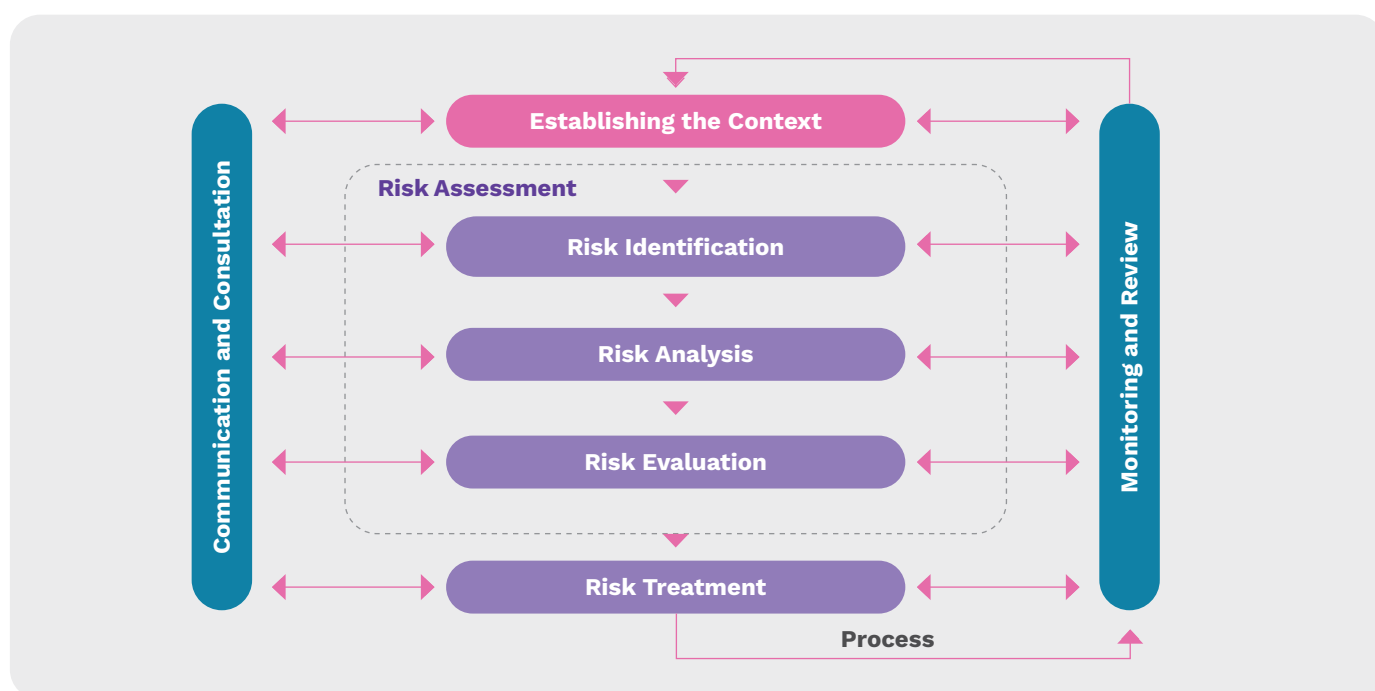 Establishing the Context
Risk Assessment
Risk Identification
Risk Analysis
Risk Evaluation
Risk Treatment
Process
Communication and Consultation
Monitoring and Review